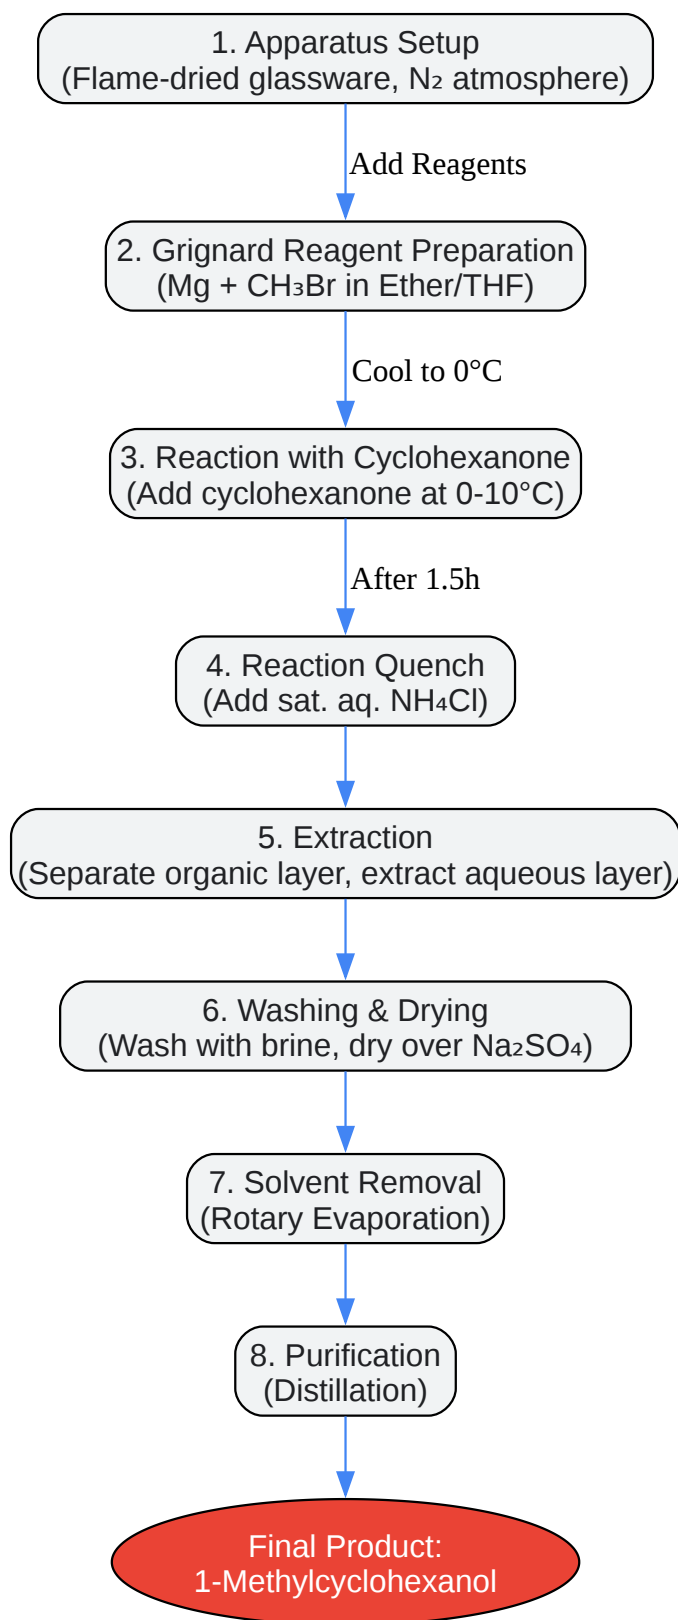 1. Apparatus Setup
(Flame-dried glassware, N₂ atmosphere)
Add Reagents
2. Grignard Reagent Preparation
(Mg + CH₃Br in Ether/THF)
Cool to 0°C
3. Reaction with Cyclohexanone
(Add cyclohexanone at 0-10°C)
After 1.5h
4. Reaction Quench
(Add sat. aq. NH₄Cl)
5. Extraction
(Separate organic layer, extract aqueous layer)
6. Washing & Drying
(Wash with brine, dry over Na₂SO₄)
7. Solvent Removal
(Rotary Evaporation)
8. Purification
(Distillation)
Final Product:
1-Methylcyclohexanol